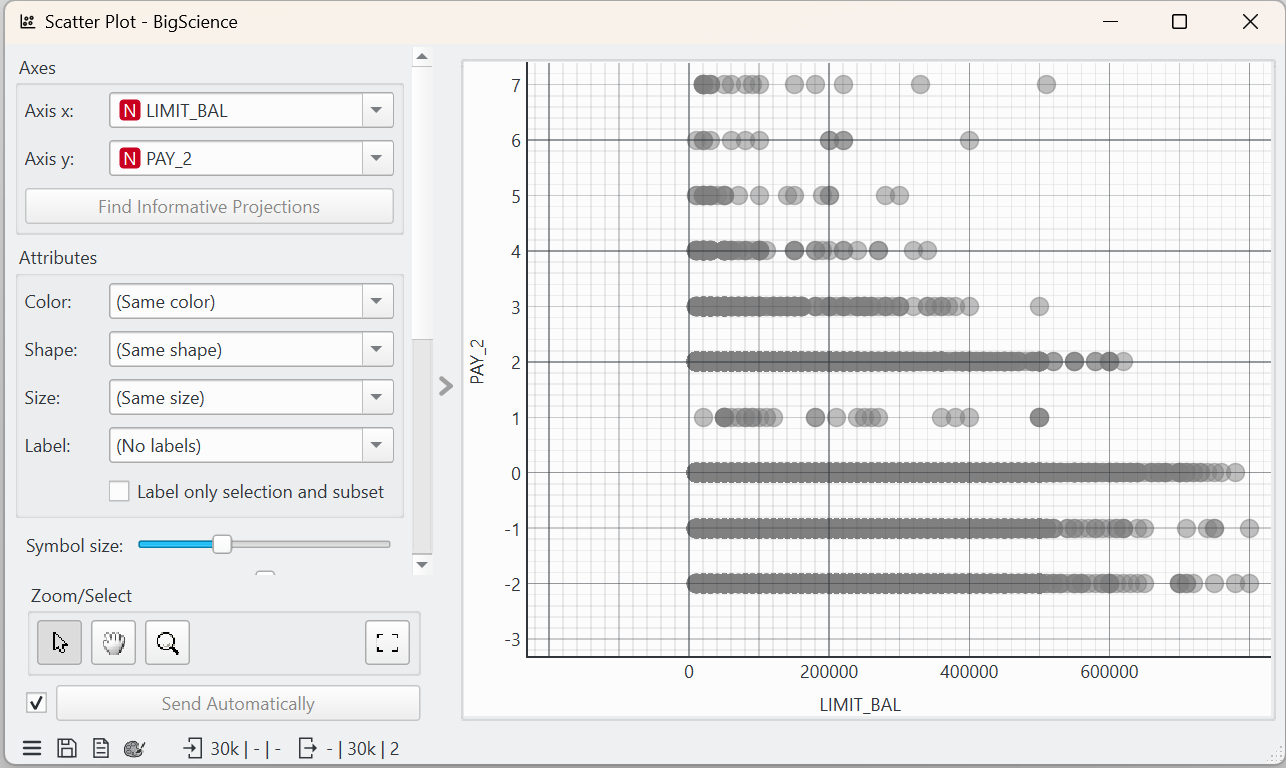 Scatter Plot - BigScience
Axes
Axis x: N LIMIT_BAL
Axis y: N PAY_2
Find Informative Projections
Attributes
Color: (Same color)
Shape: (Same shape)
Size: (Same size)
Label: (No labels)
Label only selection and subset
Symbol size:
Zoom/Select
Send Automatically
30k | - | - - | 30k | 2
7
6
5
4
3
2
1
0
-1
-2
-3
PAY_2
0 200000 400000 600000
LIMIT_BAL